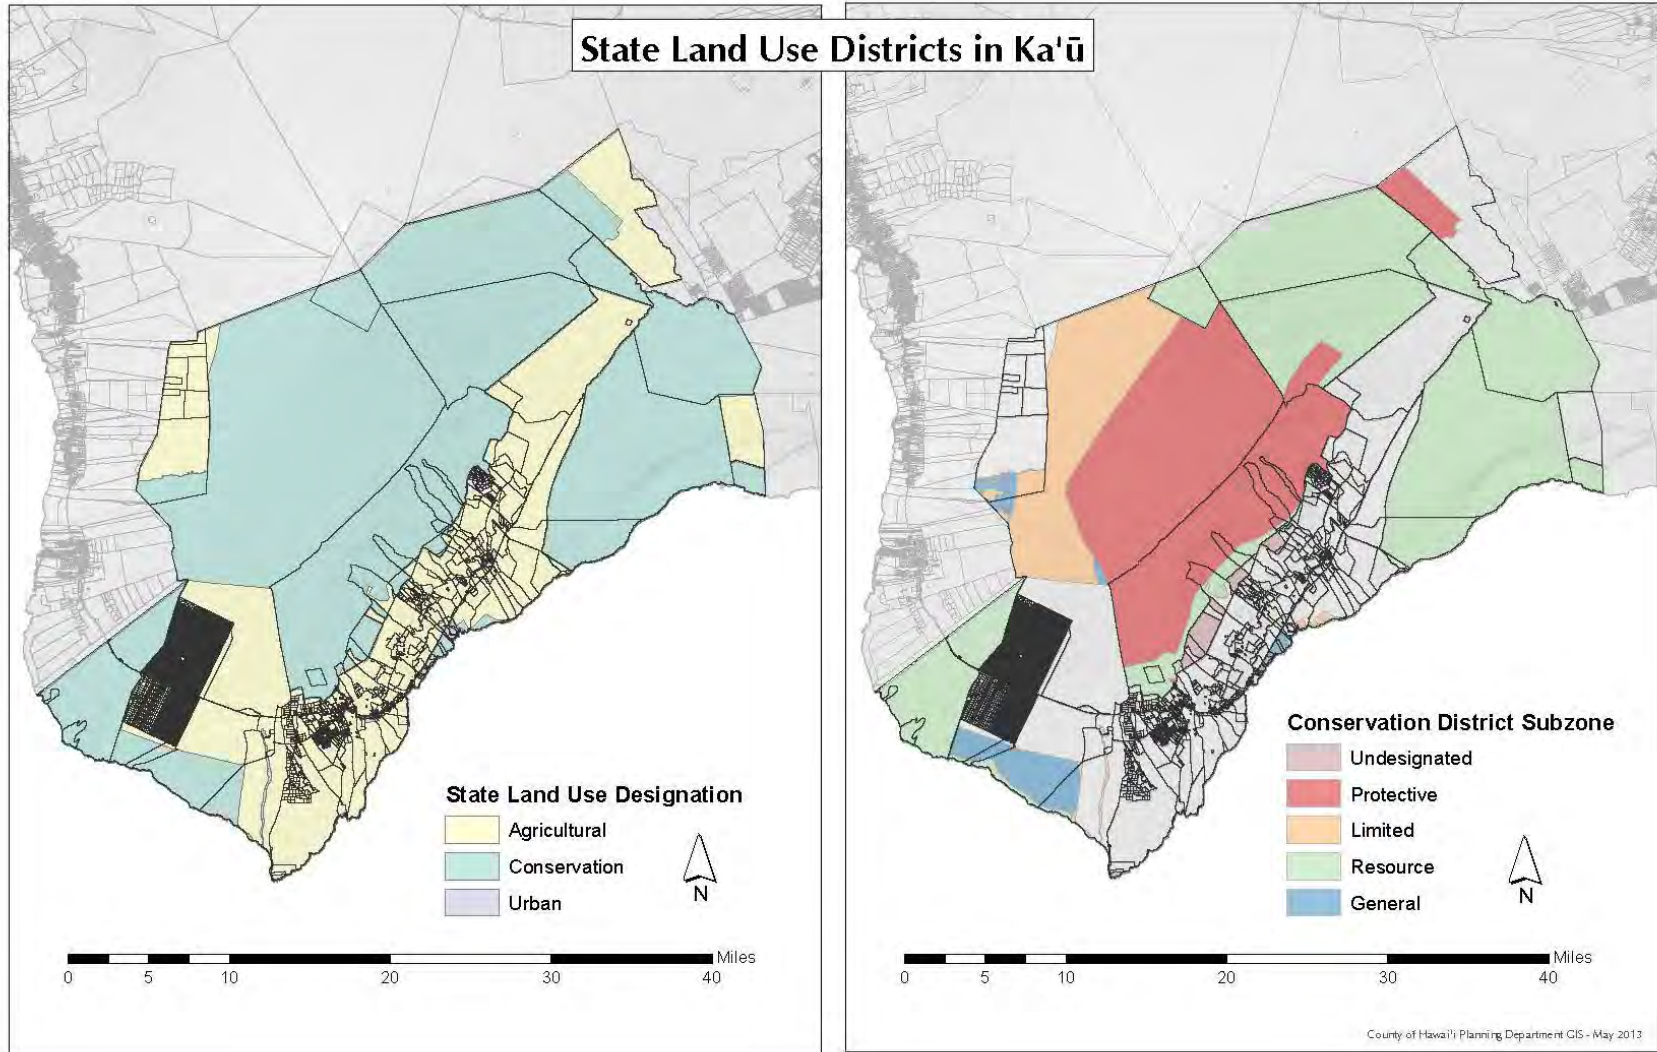 State Land Use Districts in Ka'ū
State Land Use Designation
Agricultural
Conservation
Urban
N
0 5 10 20 30 40 Miles
Conservation District Subzone
Undesignated
Protective
Limited
Resource
General
N
0 5 10 20 30 40 Miles
County of Hawai'i Planning Department GIS - May 2013